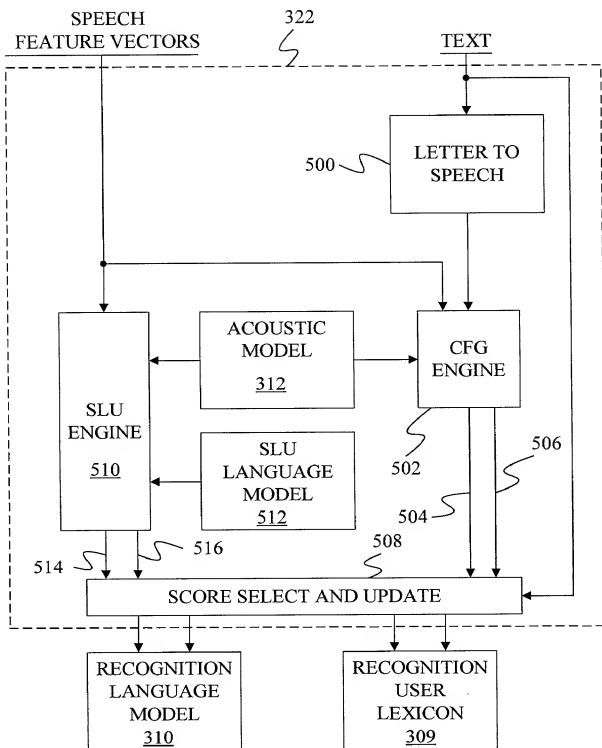 SPEECH
FEATURE VECTORS
322
TEXT
500
LETTER TO
SPEECH
ACOUSTIC
MODEL
312
CFG
ENGINE
SLU
ENGINE
510
SLU
LANGUAGE
MODEL
512
502
506
504
514
516
508
SCORE SELECT AND UPDATE
RECOGNITION
LANGUAGE
MODEL
310
RECOGNITION
USER
LEXICON
309